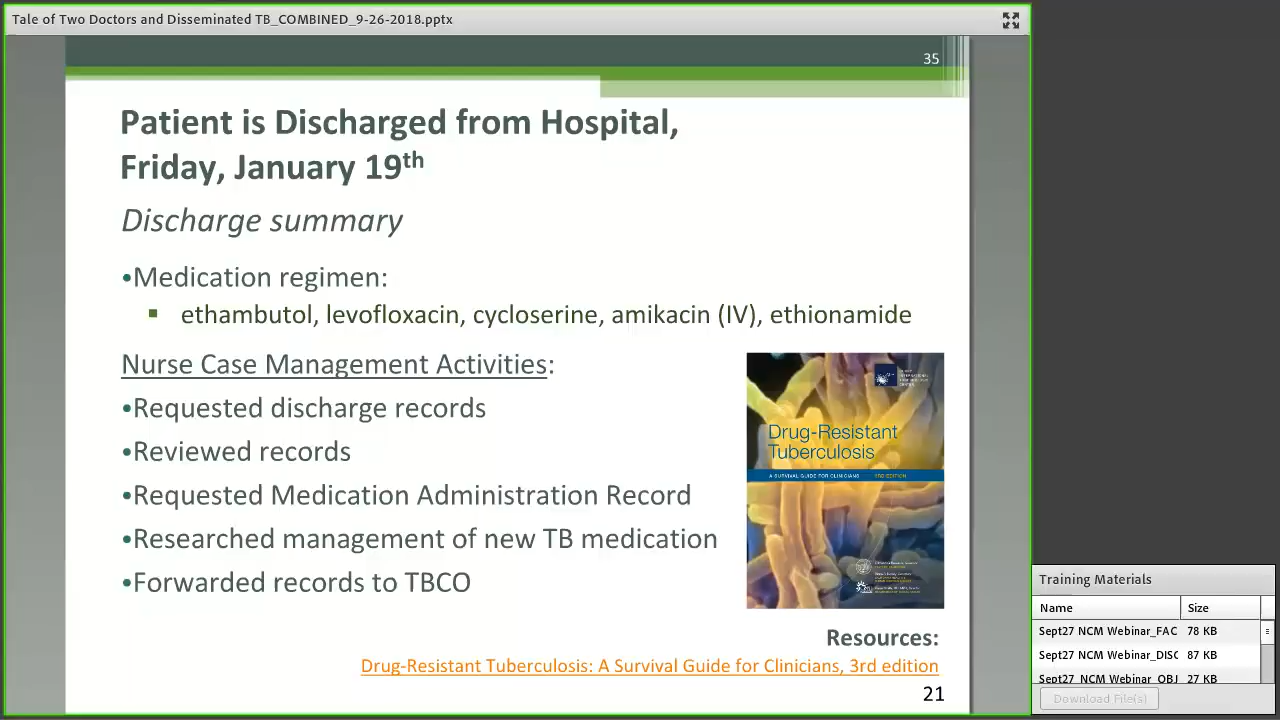 Tale of Two Doctors and Disseminated TB_COMBINED_9-26-2018.pptx
35
Patient is Discharged from Hospital,
Friday, January 19th
Discharge summary
•Medication regimen:
▪ ethambutol, levofloxacin, cycloserine, amikacin (IV), ethionamide
Nurse Case Management Activities:
•Requested discharge records
•Reviewed records
•Requested Medication Administration Record
•Researched management of new TB medication
•Forwarded records to TBCO
Drug-Resistant
Tuberculosis
A SURVIVAL GUIDE FOR CLINICIANS 3RD EDITION
Resources:
Drug-Resistant Tuberculosis: A Survival Guide for Clinicians, 3rd edition
21
Training Materials
Name Size
Sept27 NCM Webinar_FAC 78 KB
Sept27 NCM Webinar_DISC 87 KB
Sept27 NCM Webinar_OBJ 27 KB
Download File(s)